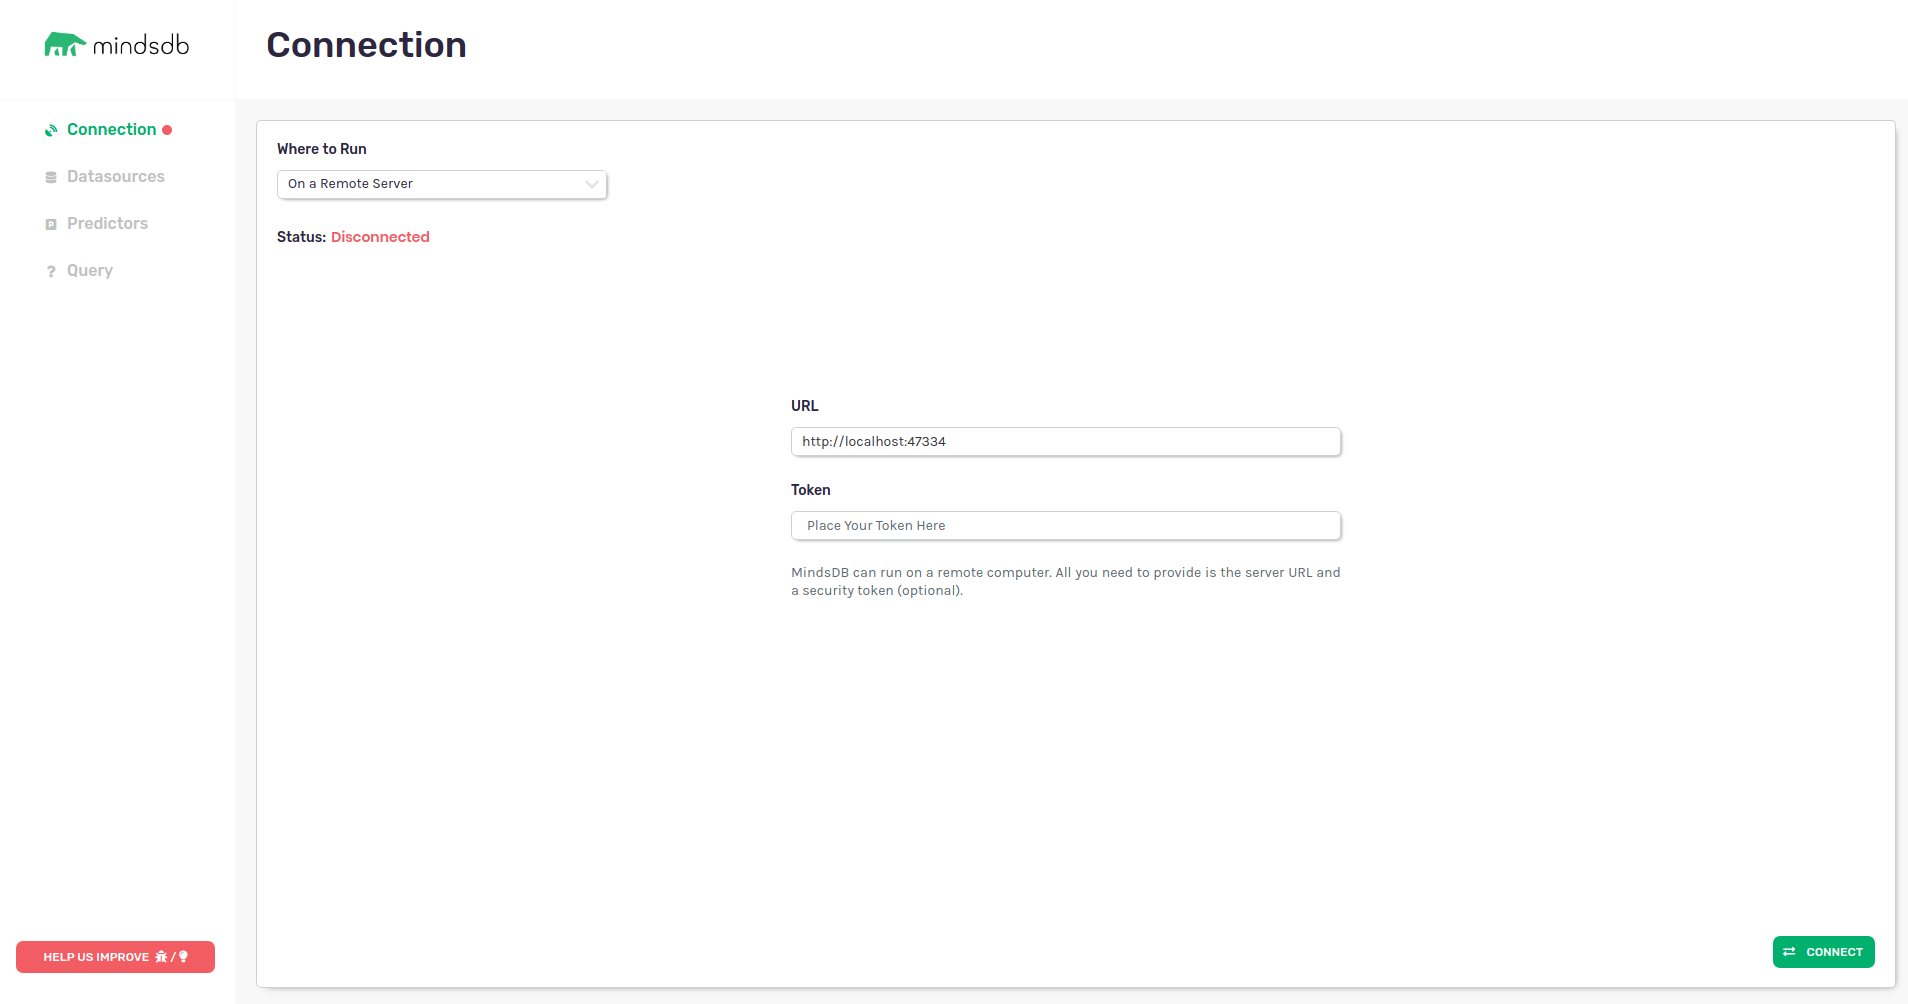 mindsdb
Connection
Connection
Datasources
Predictors
Query
Where to Run
On a Remote Server
Status: Disconnected
URL
http://localhost:47334
Token
Place Your Token Here
MindsDB can run on a remote computer. All you need to provide is the server URL and
a security token (optional).
HELP US IMPROVE /
CONNECT